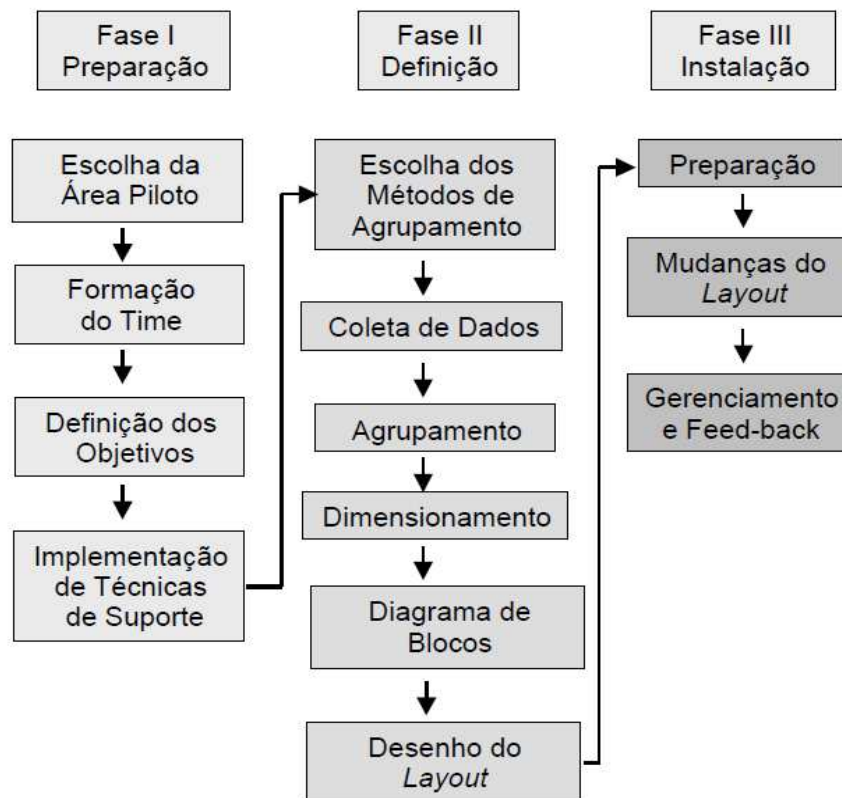 Fase I
Preparação
Fase II
Definição
Fase III
Instalação
Escolha da
Área Piloto
Formação
do Time
Definição dos
Objetivos
Implementação
de Técnicas
de Suporte
Escolha dos
Métodos de
Agrupamento
Coleta de Dados
Agrupamento
Dimensionamento
Diagrama de
Blocos
Desenho do
Layout
Preparação
Mudanças do
Layout
Gerenciamento
e Feed-back